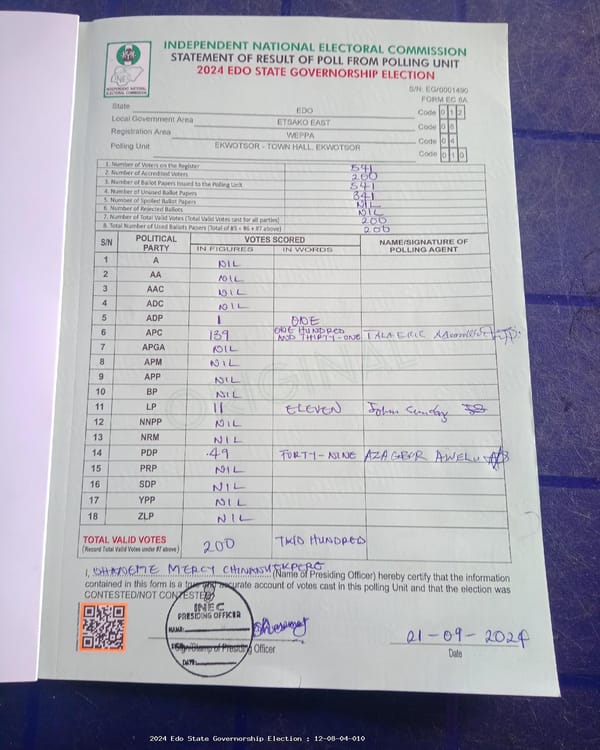 INDEPENDENT NATIONAL ELECTORAL COMMISSION
STATEMENT OF RESULT OF POLL FROM POLLING UNIT
2024 EDO STATE GOVERNORSHIP ELECTION
INEC
INDEPENDENT NATIONAL ELECTORAL COMMISSION
S/N: EG/0001490
FORM EC 8A
State EDO Code 0 1 2
Local Government Area ETSAKO EAST Code 0 8
Registration Area WEPPA Code 0 4
Polling Unit EKWOTSOR - TOWN HALL, EKWOTSOR Code 0 1 0
1. Number of Voters on the Register 541
2. Number of Accredited Voters 200
3. Number of Ballot Papers Issued to the Polling Unit 541
4. Number of Unused Ballot Papers 341
5. Number of Spoiled Ballot Papers NIL
6. Number of Rejected Ballots NIL
7. Number of Total Valid Votes (Total Valid Votes cast for all parties) 200
8. Total Number of Used Ballots Papers (Total of #5 + #6 + #7 above) 200
S/N POLITICAL PARTY VOTES SCORED NAME/SIGNATURE OF POLLING AGENT
IN FIGURES IN WORDS
1 A NIL
2 AA NIL
3 AAC NIL
4 ADC NIL
5 ADP 1 ONE
6 APC 139 ONE HUNDRED AND THIRTY-ONE
7 APGA NIL
8 APM NIL
9 APP NIL
10 BP NIL
11 LP 11 ELEVEN John Sunday
12 NNPP NIL
13 NRM NIL
14 PDP 49 FORTY-NINE
15 PRP NIL
16 SDP NIL
17 YPP NIL
18 ZLP NIL
TOTAL VALID VOTES 200 TWO HUNDRED
(Record Total Valid Votes under #7 above)
I, MERCY (Name of Presiding Officer) hereby certify that the information
contained in this form is a true and accurate account of votes cast in this polling Unit and that the election was
CONTESTED/NOT CONTESTED
INEC
PRESIDING OFFICER
NAME:
Sign/Stamp of Presiding Officer
DATE:
21-09-2024
Date
ORIGINAL
2024 Edo State Governorship Election : 12-08-04-010